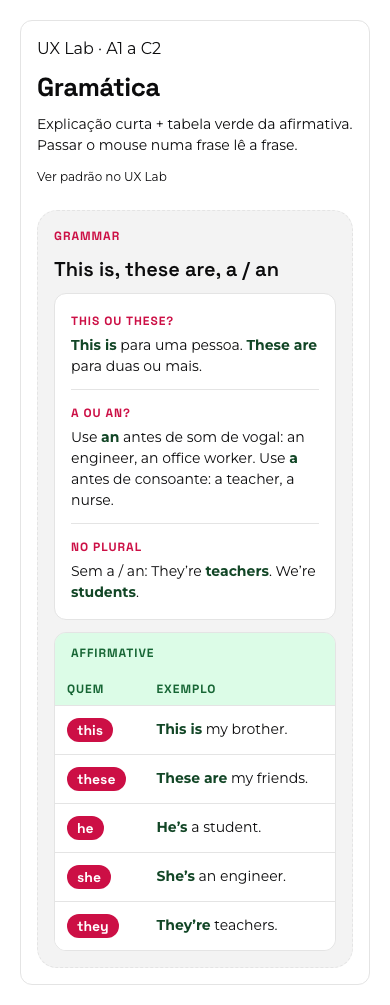 UX Lab · A1 a C2
Gramática
Explicação curta + tabela verde da afirmativa.
Passar o mouse numa frase lê a frase.
Ver padrão no UX Lab
GRAMMAR
This is, these are, a / an
THIS OU THESE?
This is para uma pessoa. These are
para duas ou mais.
A OU AN?
Use an antes de som de vogal: an
engineer, an office worker. Use a
antes de consoante: a teacher, a
nurse.
NO PLURAL
Sem a / an: They’re teachers. We’re
students.
AFFIRMATIVE
QUEM EXEMPLO
this This is my brother.
these These are my friends.
he He’s a student.
she She’s an engineer.
they They’re teachers.